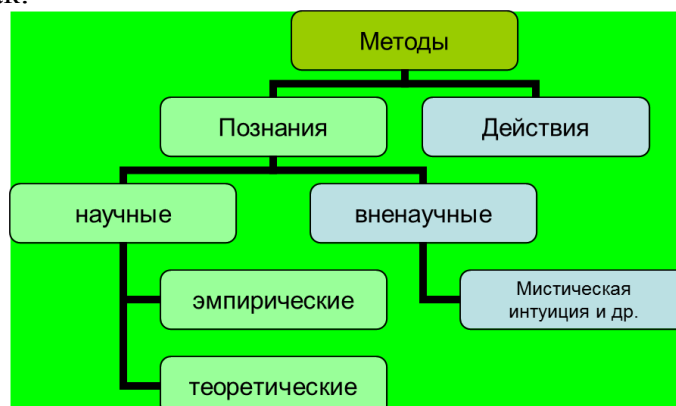 Методы
Познания
Действия
научные
вненаучные
эмпирические
Мистическая
интуиция и др.
теоретические